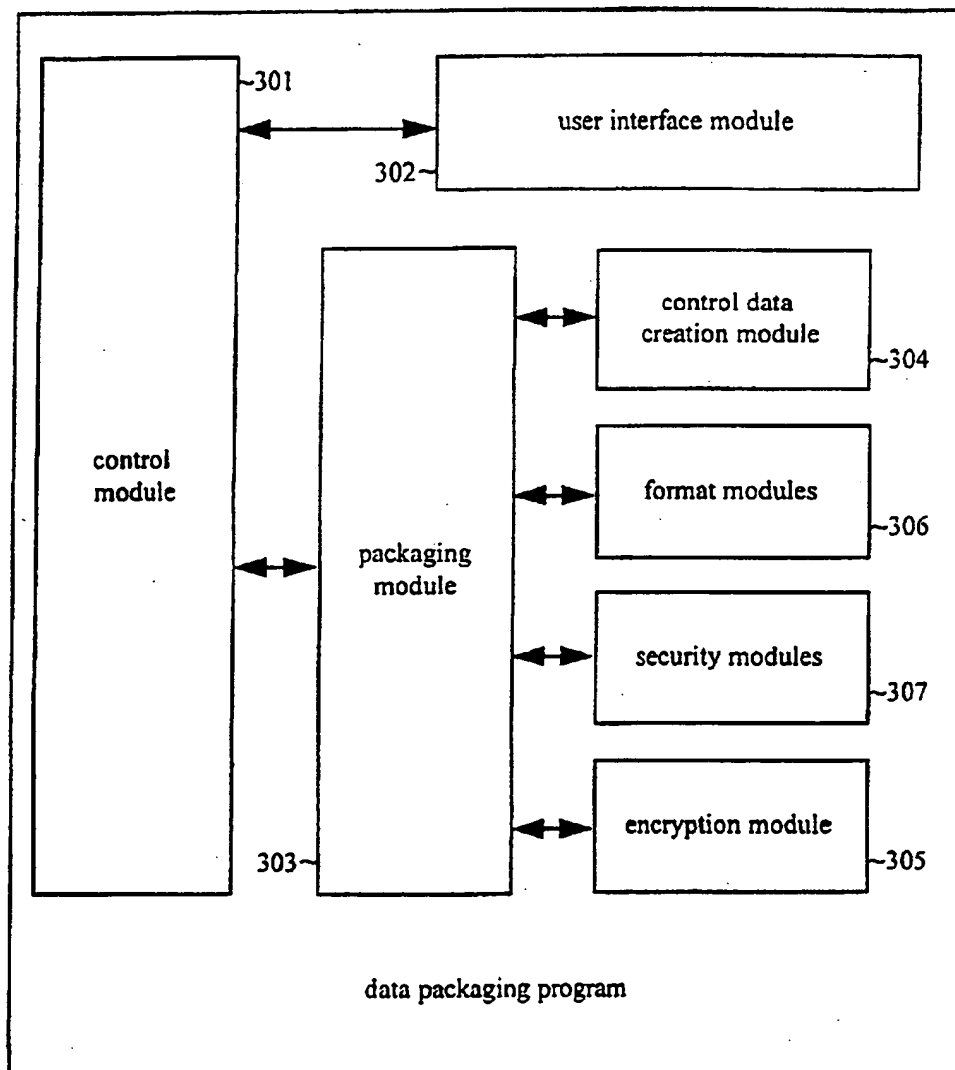 301
user interface module
302
control data
creation module
304
control
module
format modules
306
packaging
module
security modules
307
encryption module
303
305
data packaging program